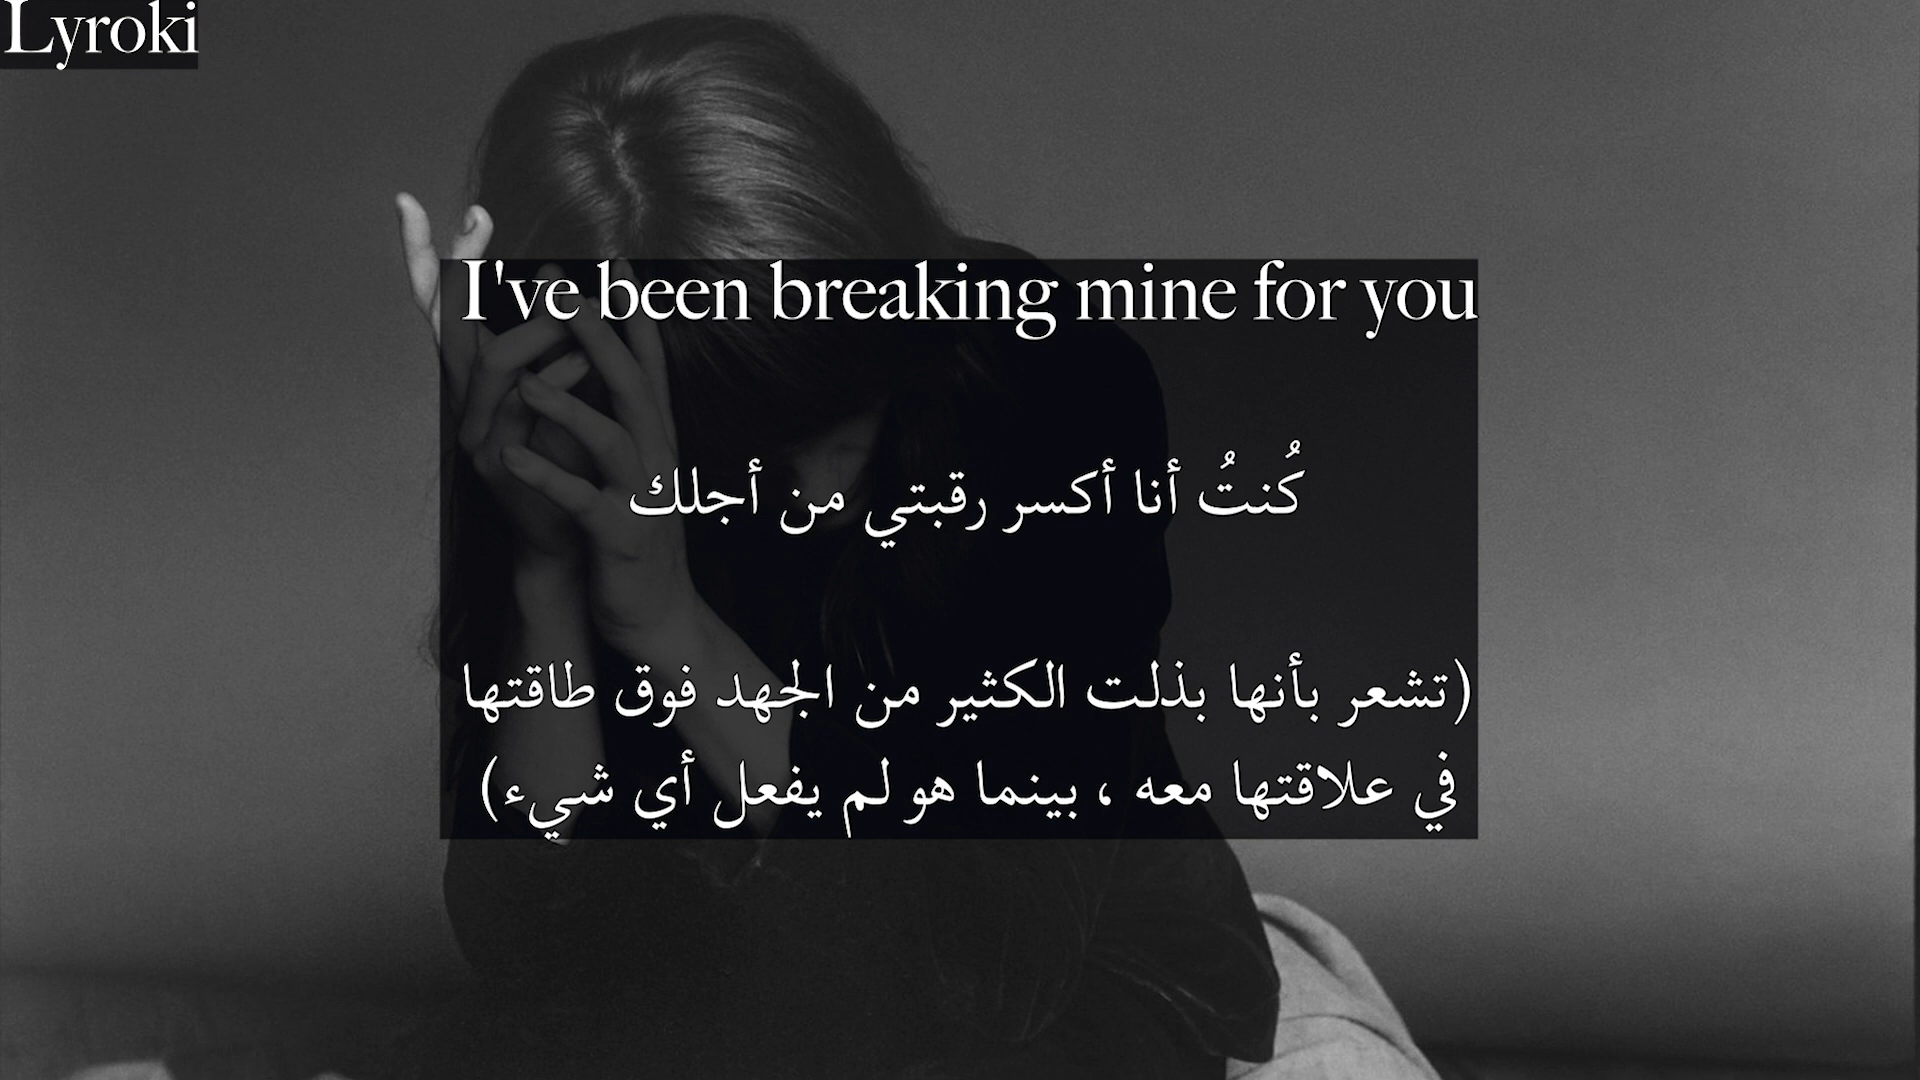 Lyroki
I've been breaking mine for you
كُنتُ أنا أكسر رقبتي من أجلك
(تشعر بأنها بذلت الكثير من الجهد فوق طاقتها
في علاقتها معه ، بينما هو لم يفعل أي شيء)